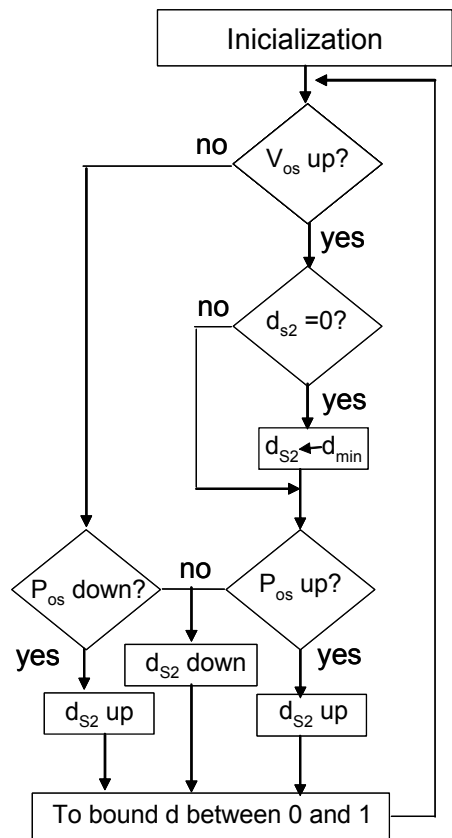 Inicialization
no
V_os up?
yes
no
d_s2 =0?
yes
d_S2 ← d_min
P_os down?
no
P_os up?
yes
d_S2 down
yes
d_S2 up
d_S2 up
To bound d between 0 and 1